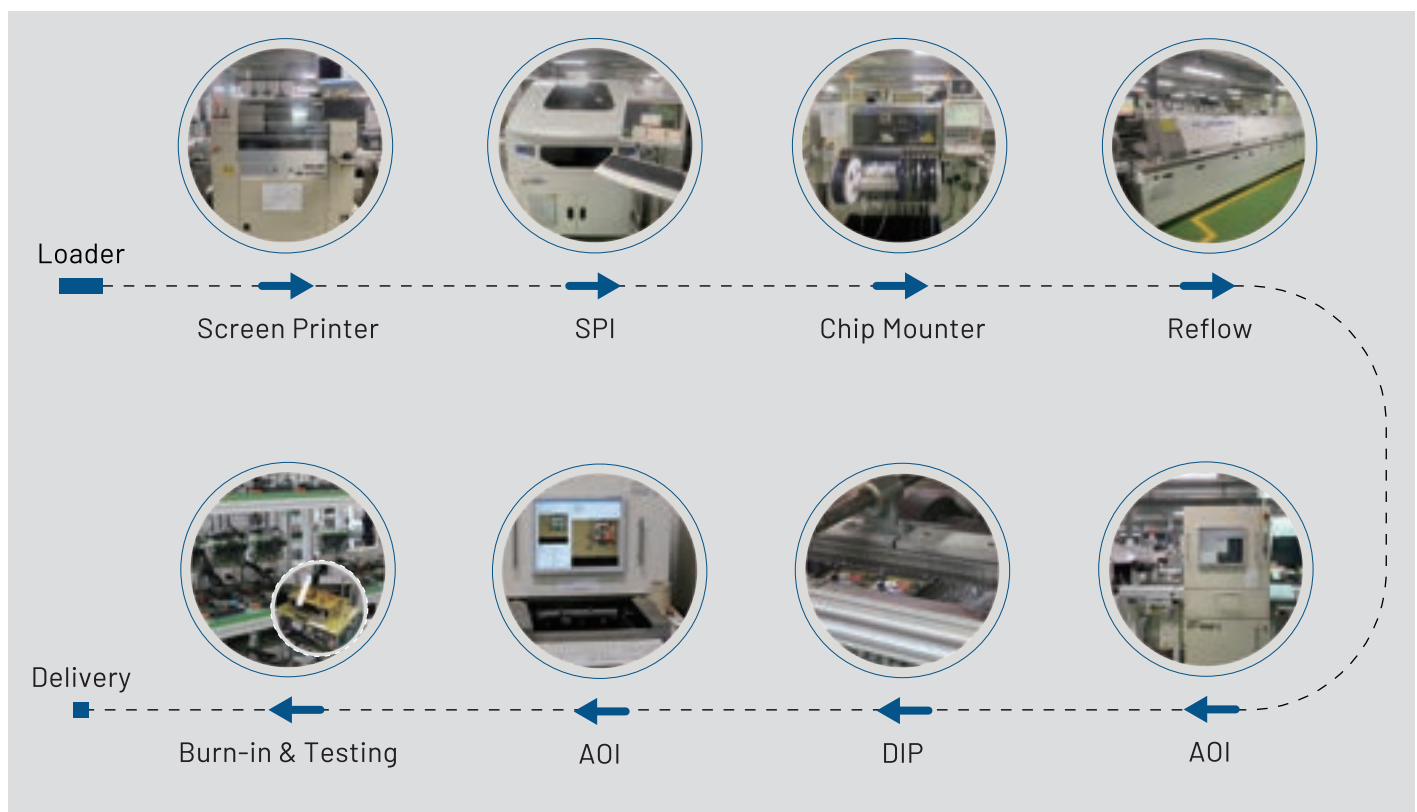 Loader
Screen Printer
SPI
Chip Mounter
Reflow
AOI
DIP
AOI
Burn-in & Testing
Delivery